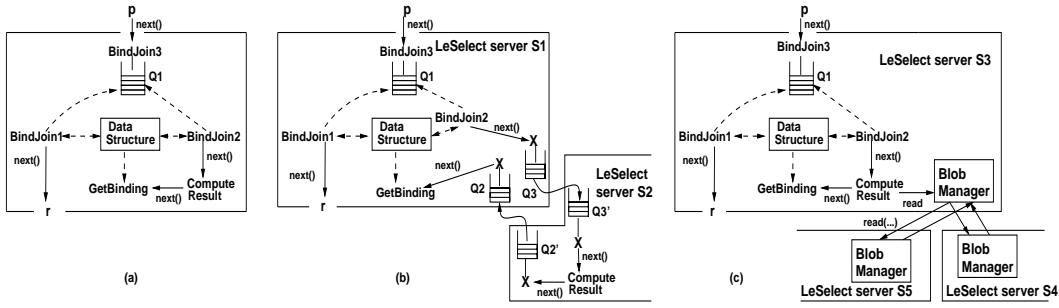 p
next()
BindJoin3
Q1
BindJoin1
Data
Structure
BindJoin2
next()
next()
GetBinding
next()
Compute
Result
r
(a)
p
next()
LeSelect server S1
BindJoin3
Q1
BindJoin2
BindJoin1
Data
Structure
next()
X
next()
next()
X
GetBinding
Q2
Q3
LeSelect
server S2
Q3'
r
Q2'
X
next()
X
next()
Compute
Result
(b)
p
next()
BindJoin3
LeSelect server S3
Q1
BindJoin1
Data
Structure
BindJoin2
next()
next()
GetBinding
next()
Compute
Result
read
Blob
Manager
r
read(...)
Blob
Manager
LeSelect server S5
Blob
Manager
LeSelect server S4
(c)